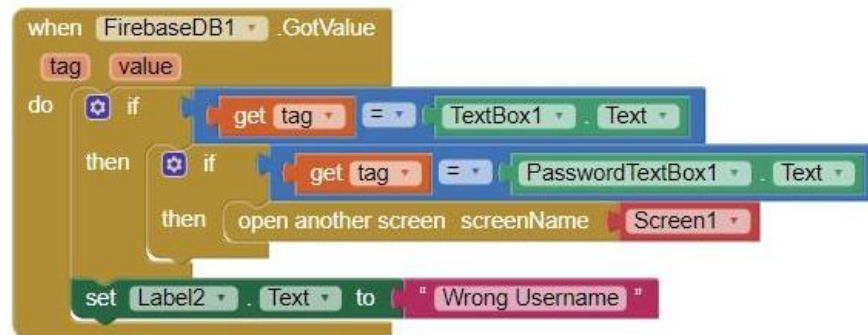 when FirebaseDB1 .GotValue
tag value
do if get tag = TextBox1 . Text
then if get tag = PasswordTextBox1 . Text
then open another screen screenName Screen1
set Label2 . Text to " Wrong Username "